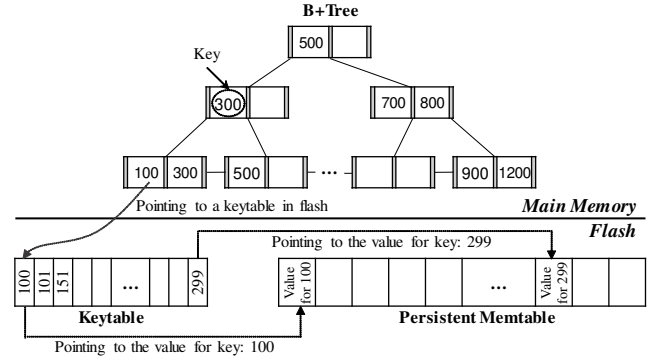 B+Tree
500
Key
300
700 800
100 300 500 ... 900 1200
Pointing to a keytable in flash
Main Memory
Flash
Pointing to the value for key: 299
100 101 151 ... 299
Value for 100 ... Value for 299
Keytable
Persistent Memtable
Pointing to the value for key: 100